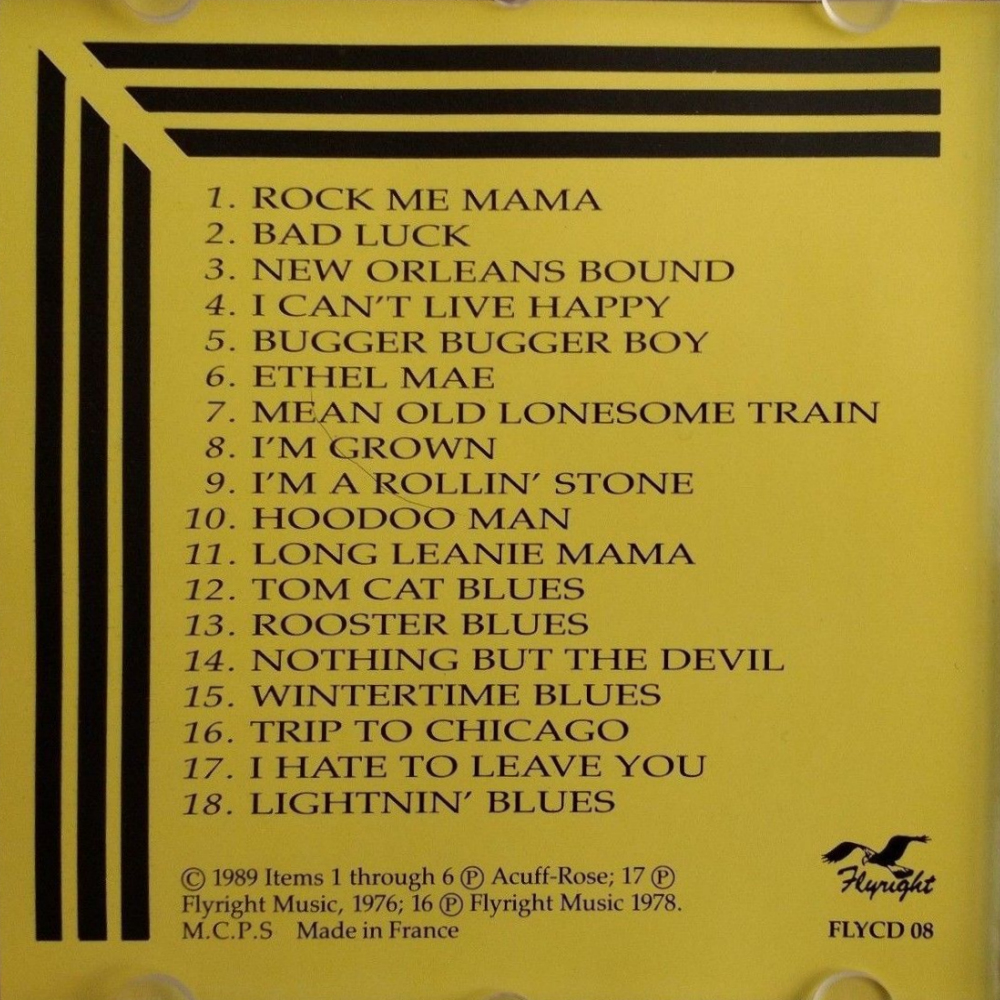 1. ROCK ME MAMA
2. BAD LUCK
3. NEW ORLEANS BOUND
4. I CAN'T LIVE HAPPY
5. BUGGER BUGGER BOY
6. ETHEL MAE
7. MEAN OLD LONESOME TRAIN
8. I'M GROWN
9. I'M A ROLLIN' STONE
10. HOODOO MAN
11. LONG LEANIE MAMA
12. TOM CAT BLUES
13. ROOSTER BLUES
14. NOTHING BUT THE DEVIL
15. WINTERTIME BLUES
16. TRIP TO CHICAGO
17. I HATE TO LEAVE YOU
18. LIGHTNIN' BLUES
© 1989 Items 1 through 6 ℗ Acuff-Rose; 17 ℗
Flyright Music, 1976; 16 ℗ Flyright Music 1978.
M.C.P.S Made in France
Flyright
FLYCD 08